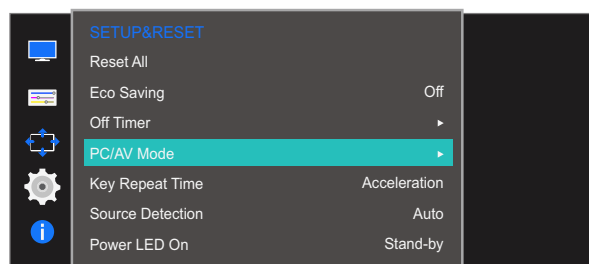 SETUP&RESET
Reset All
Eco Saving Off
Off Timer
PC/AV Mode
Key Repeat Time Acceleration
Source Detection Auto
Power LED On Stand-by